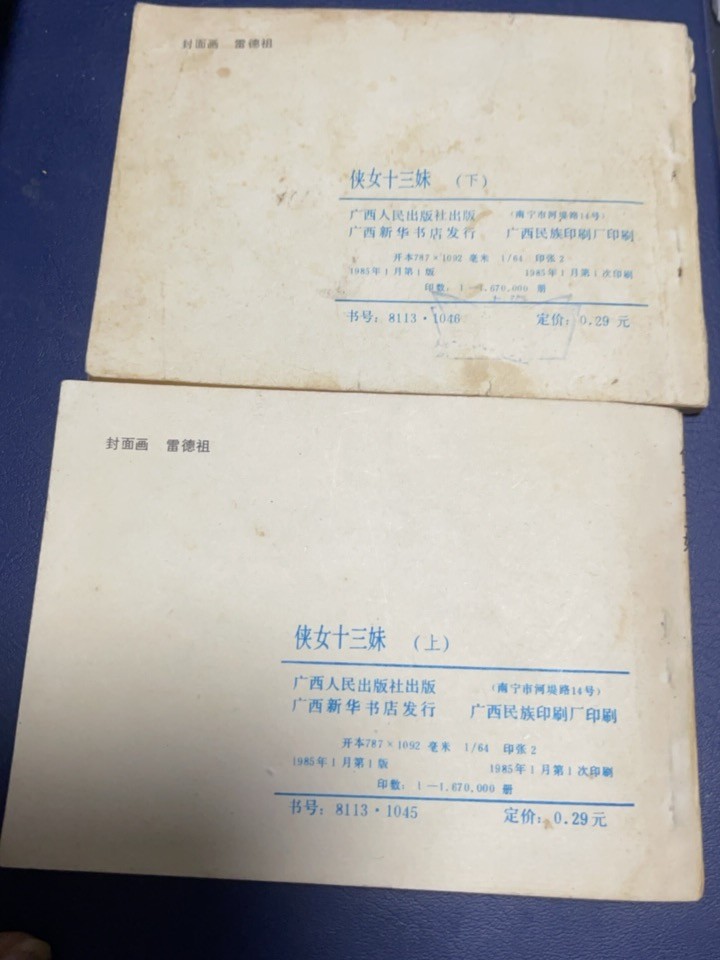 封面画 雷德祖
侠女十三妹 (下)
广西人民出版社出版 (南宁市河堤路14号)
广西新华书店发行 广西民族印刷厂印刷
开本787×1092 毫米 1/64 印张2
1985年1月第1版 1985年1月第1次印刷
印数: 1—1,670,000 册
书号: 8113·1046 定价: 0.29元
封面画 雷德祖
侠女十三妹 (上)
广西人民出版社出版 (南宁市河堤路14号)
广西新华书店发行 广西民族印刷厂印刷
开本787×1092 毫米 1/64 印张2
1985年1月第1版 1985年1月第1次印刷
印数: 1—1,670,000 册
书号: 8113·1045 定价: 0.29元